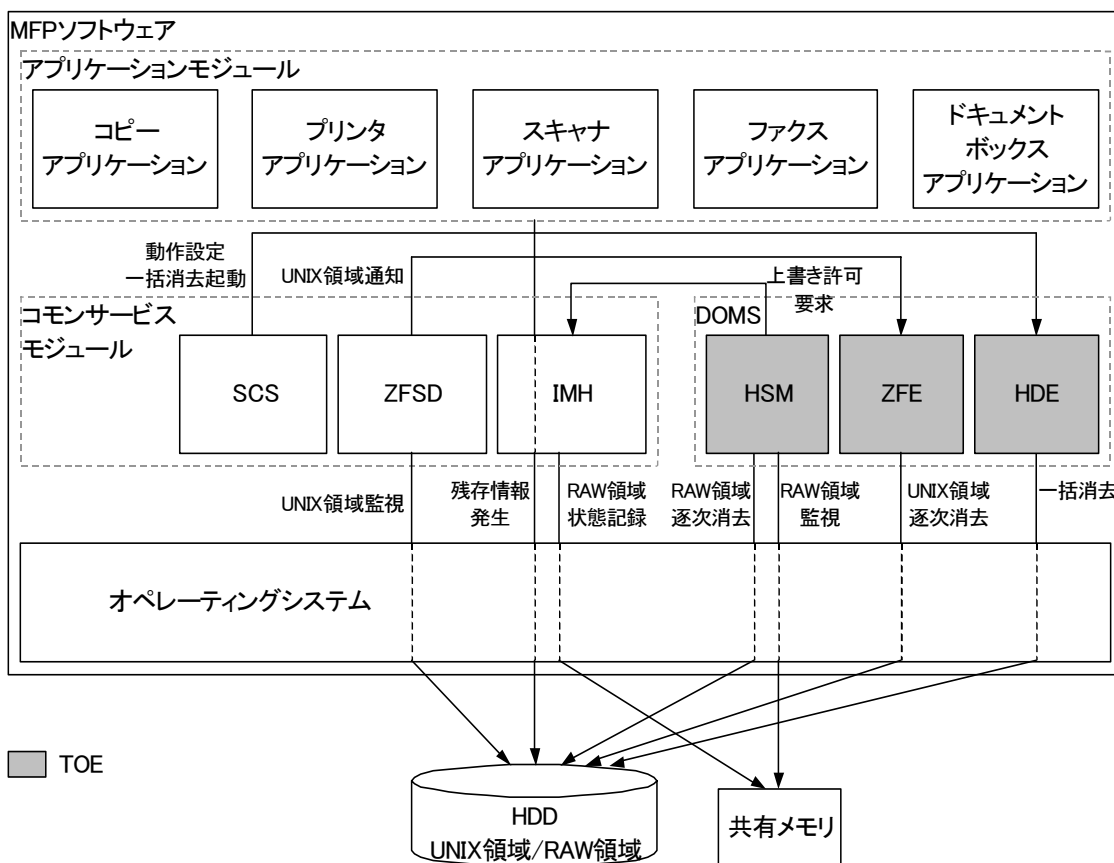 MFPソフトウェア
アプリケーションモジュール
コピー
アプリケーション
プリンタ
アプリケーション
スキャナ
アプリケーション
ファクス
アプリケーション
ドキュメント
ボックス
アプリケーション
動作設定
一括消去起動
UNIX領域通知
上書き許可
要求
コモンサービス
モジュール
DOMS
SCS
ZFSD
IMH
HSM
ZFE
HDE
UNIX領域監視
残存情報
発生
RAW領域
状態記録
RAW領域
逐次消去
RAW領域
監視
UNIX領域
逐次消去
一括消去
オペレーティングシステム
TOE
HDD
UNIX領域/RAW領域
共有メモリ